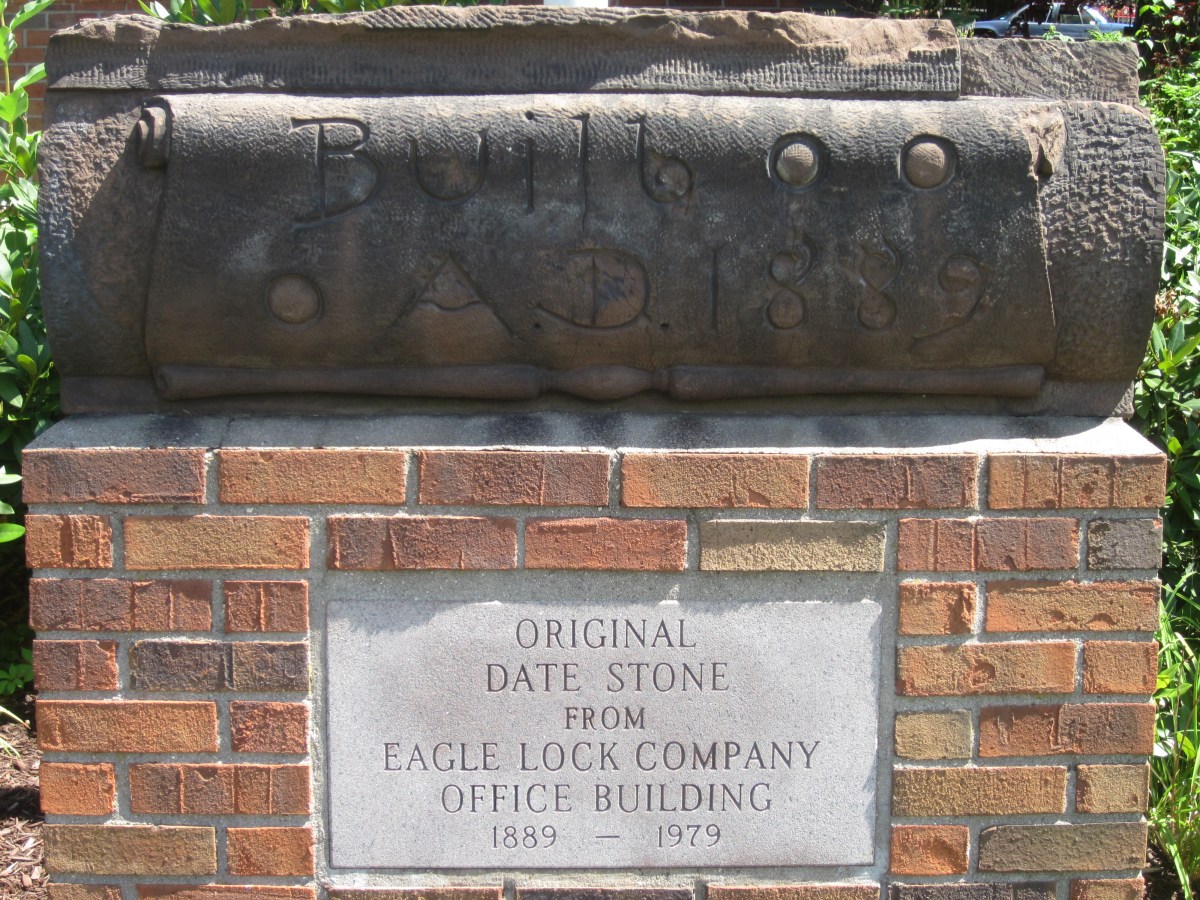 Built
A.D. 1889
ORIGINAL
DATE STONE
FROM
EAGLE LOCK COMPANY
OFFICE BUILDING
1889 — 1979